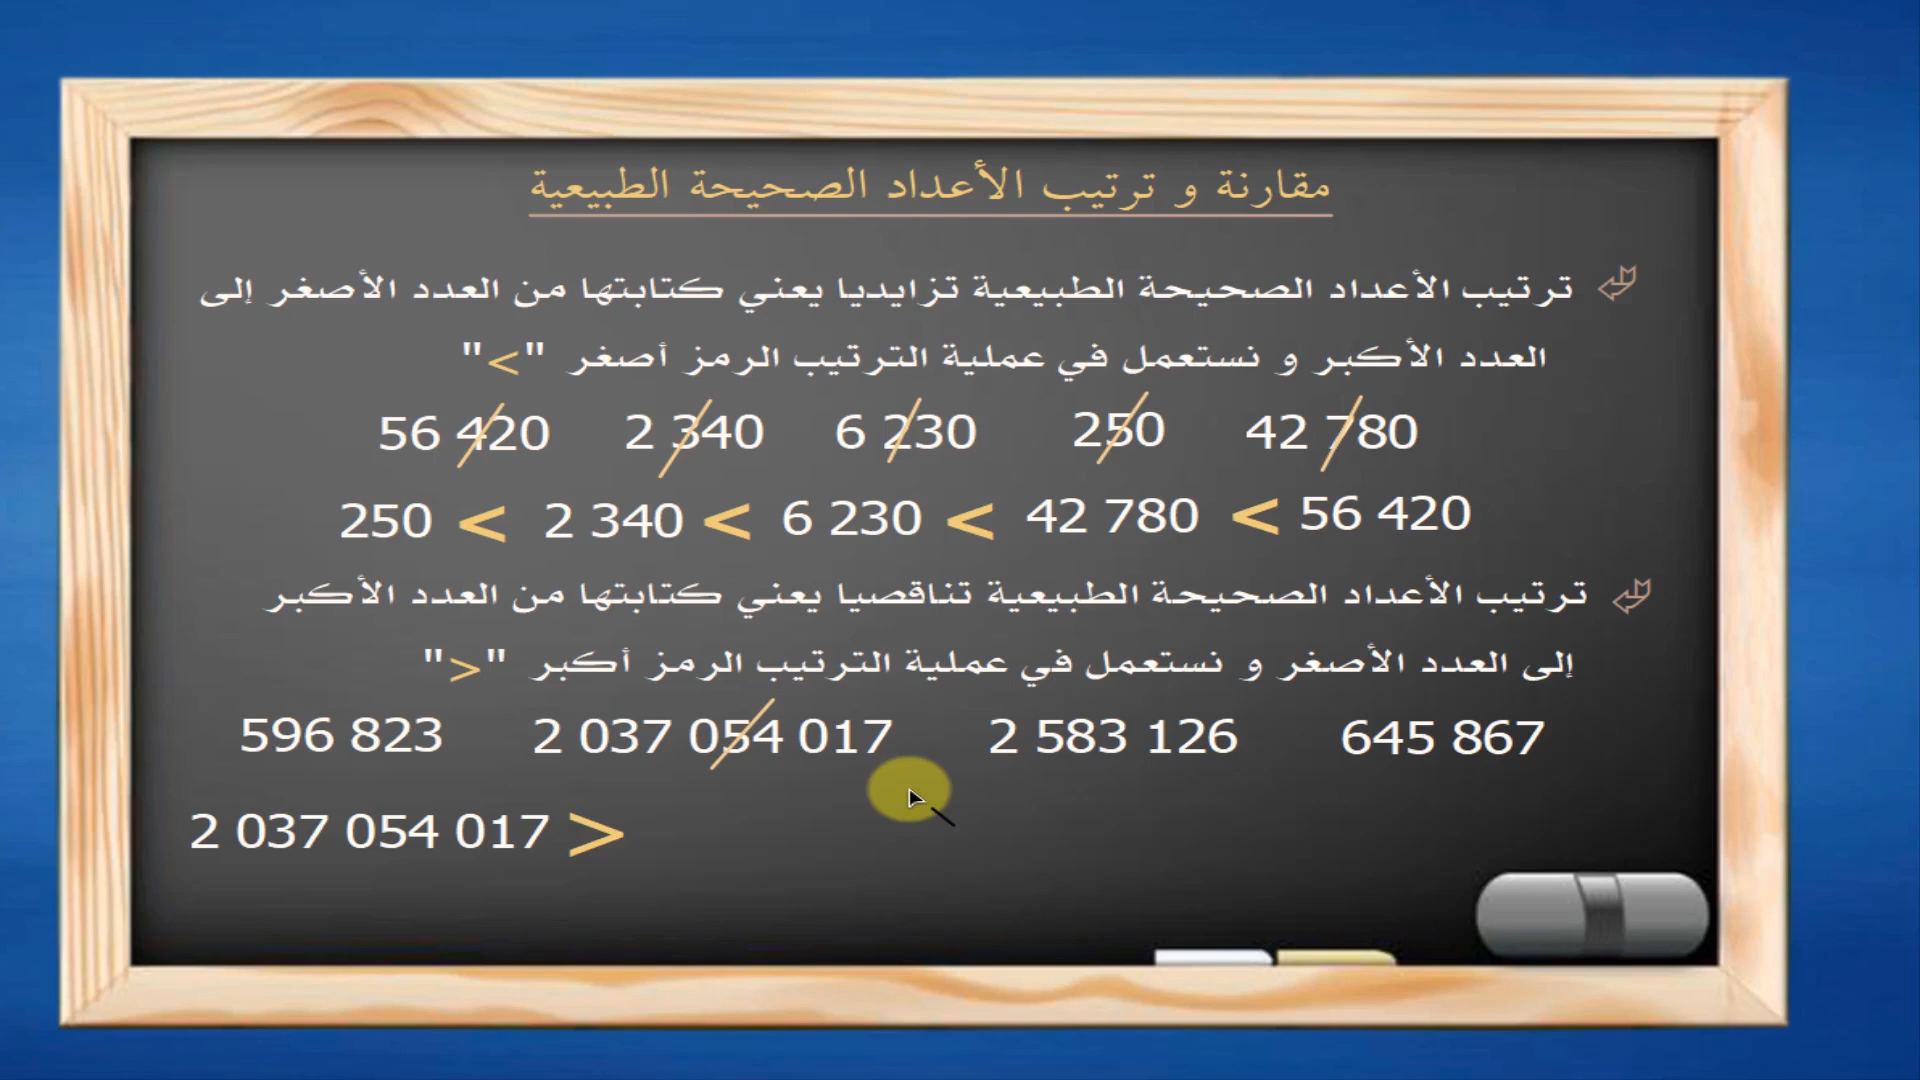 مقارنة و ترتيب الأعداد الصحيحة الطبيعية
ترتيب الأعداد الصحيحة الطبيعية تزايديا يعني كتابتها من العدد الأصغر إلى
العدد الأكبر و نستعمل في عملية الترتيب الرمز أصغر "<"
56 420 2 340 6 230 250 42 780
250 < 2 340 < 6 230 < 42 780 < 56 420
ترتيب الأعداد الصحيحة الطبيعية تناقصيا يعني كتابتها من العدد الأكبر
إلى العدد الأصغر و نستعمل في عملية الترتيب الرمز أكبر ">"
596 823 2 037 054 017 2 583 126 645 867
2 037 054 017 >